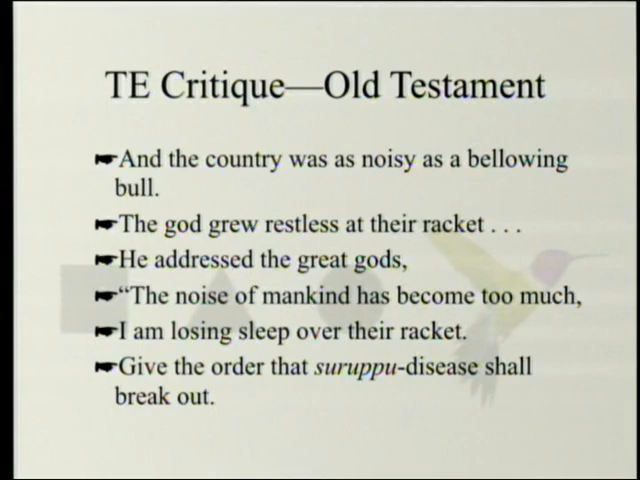 TE Critique—Old Testament
And the country was as noisy as a bellowing
bull.
The god grew restless at their racket . . .
He addressed the great gods,
“The noise of mankind has become too much,
I am losing sleep over their racket.
Give the order that suruppu-disease shall
break out.